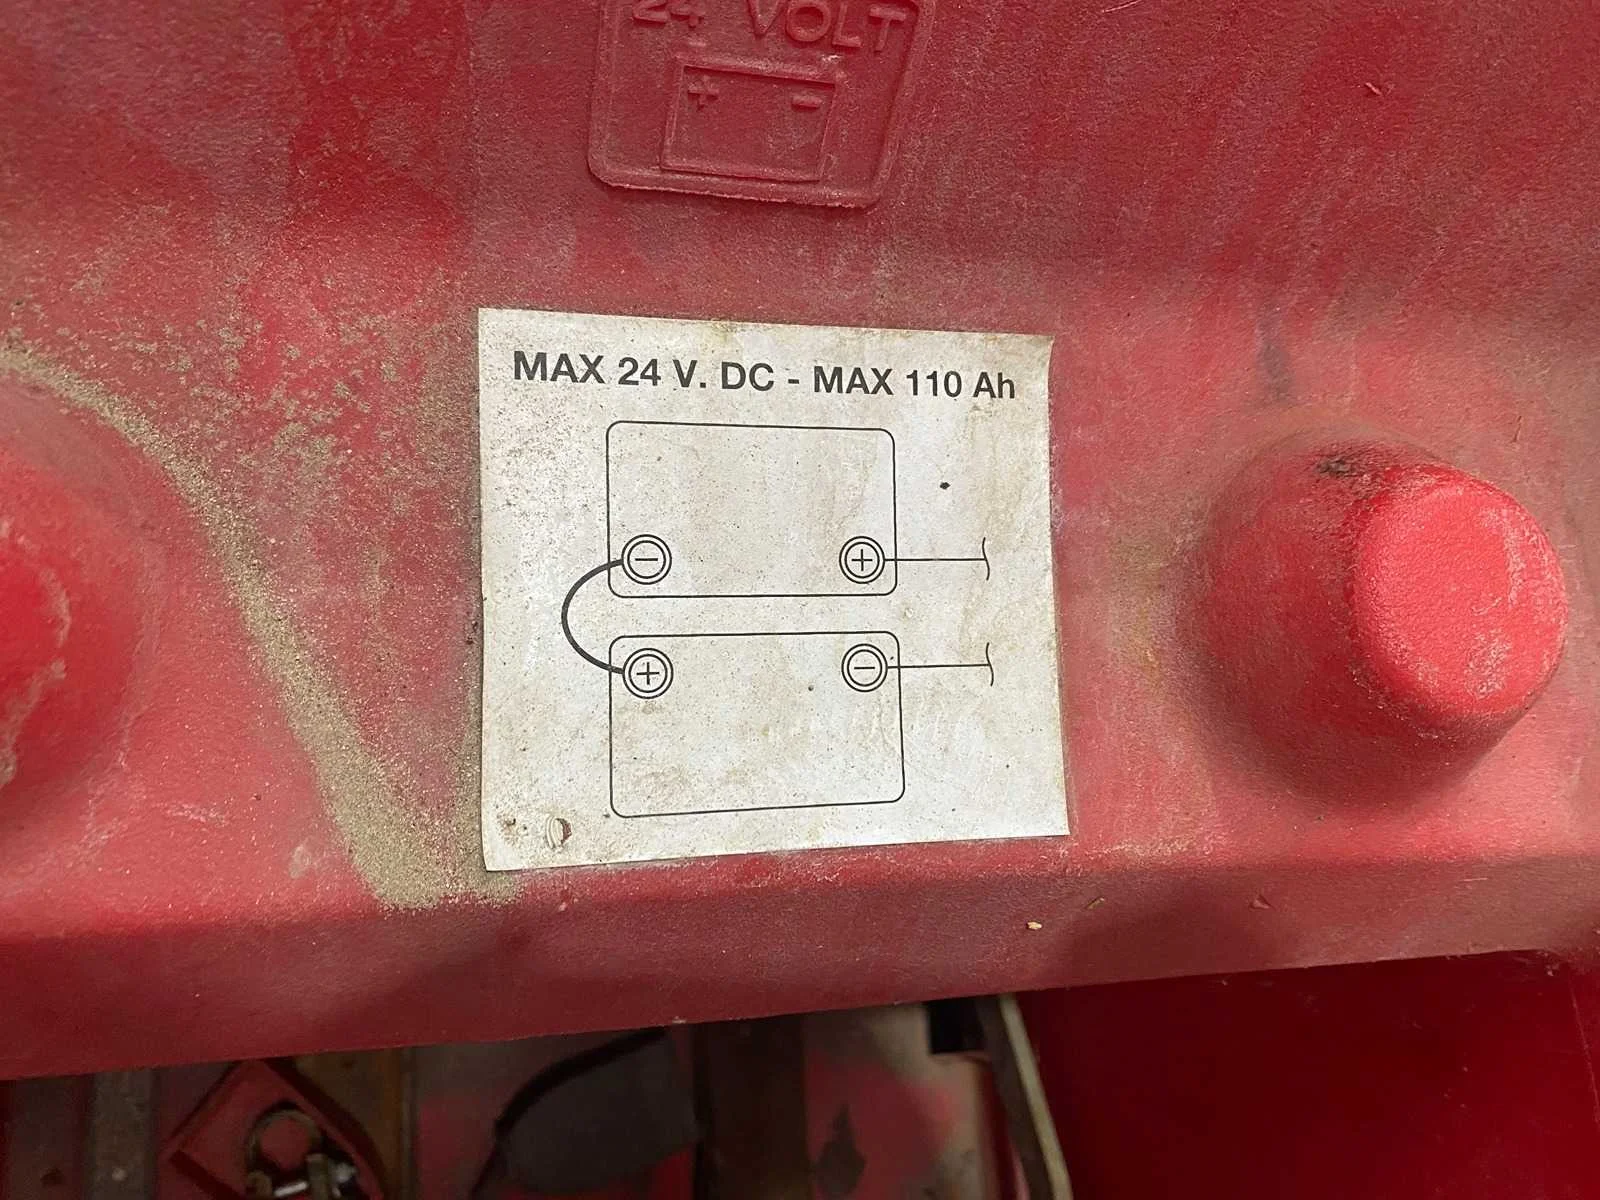 24 VOLT
+ -
MAX 24 V. DC - MAX 110 Ah
- +
+ -